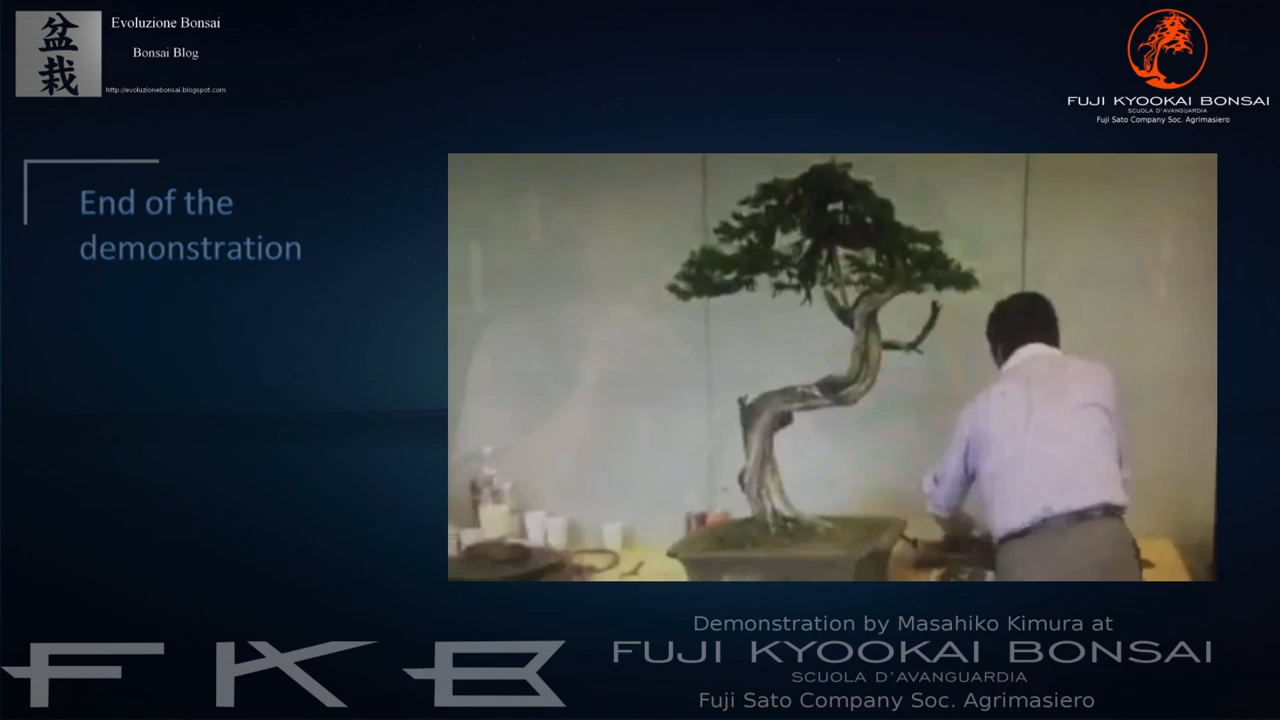 盆
栽
Evoluzione Bonsai
Bonsai Blog
http://evoluzionebonsai.blogspot.com
FUJI KYOOKAI BONSAI
SCUOLA D'AVANGUARDIA
Fuji Sato Company Soc. Agrimasiero
End of the
demonstration
FKB
Demonstration by Masahiko Kimura at
FUJI KYOOKAI BONSAI
SCUOLA D'AVANGUARDIA
Fuji Sato Company Soc. Agrimasiero